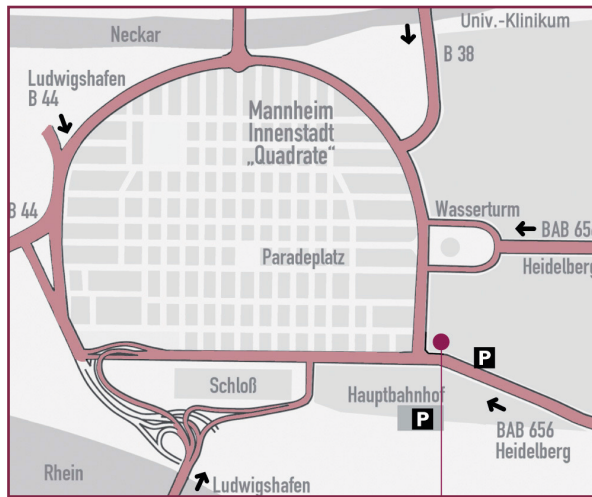 Univ.-Klinikum
Neckar
B 38
Ludwigshafen
B 44
Mannheim
Innenstadt
„Quadrate“
B 44
Wasserturm
BAB 656
Heidelberg
Paradeplatz
P
Schloß
Hauptbahnhof
P
BAB 656
Heidelberg
Rhein
Ludwigshafen